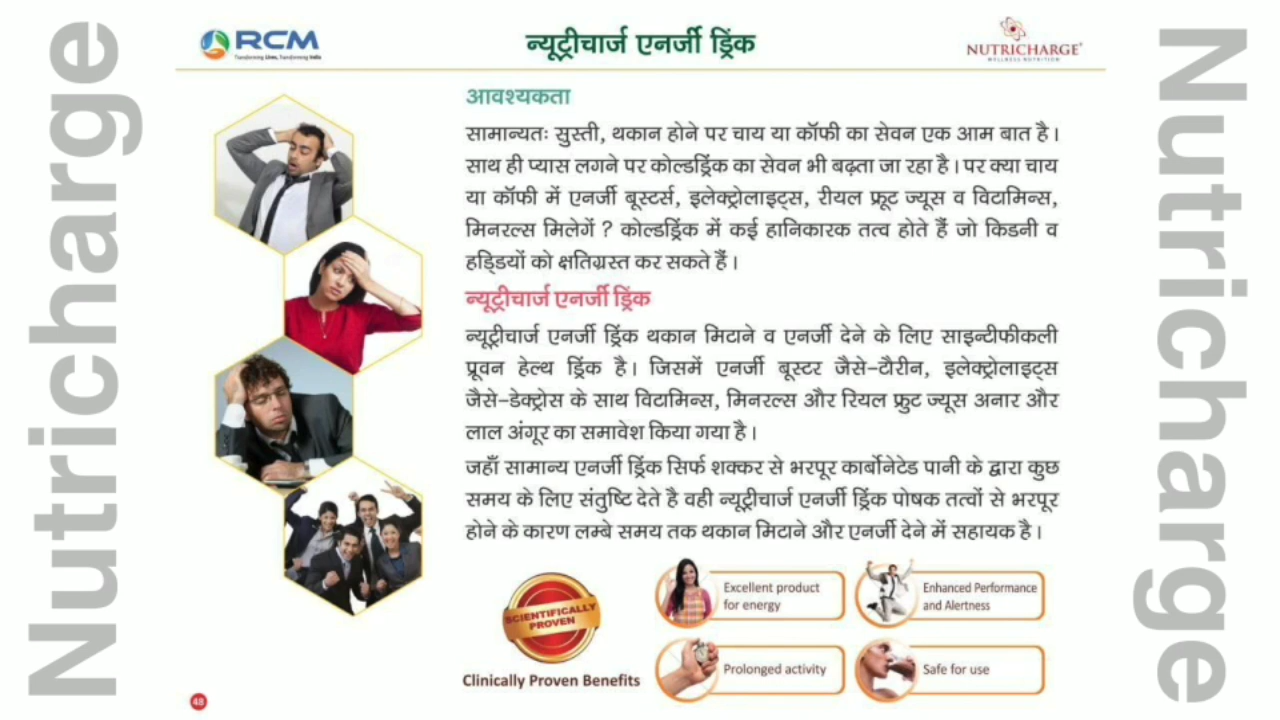 Nutricharge
RCM
Transforming Lives, Transforming India
न्यूट्रीचार्ज एनर्जी ड्रिंक
NUTRICHARGE®
WELLNESS NUTRITION
आवश्यकता
सामान्यतः सुस्ती, थकान होने पर चाय या कॉफी का सेवन एक आम बात है।
साथ ही प्यास लगने पर कोल्डड्रिंक का सेवन भी बढ़ता जा रहा है। पर क्या चाय
या कॉफी में एनर्जी बूस्टर्स, इलेक्ट्रोलाइट्स, रीयल फ्रूट ज्यूस व विटामिन्स,
मिनरल्स मिलेगें ? कोल्डड्रिंक में कई हानिकारक तत्व होते हैं जो किडनी व
हड्डियों को क्षतिग्रस्त कर सकते हैं।
न्यूट्रीचार्ज एनर्जी ड्रिंक
न्यूट्रीचार्ज एनर्जी ड्रिंक थकान मिटाने व एनर्जी देने के लिए साइन्टीफीकली
प्रूवन हेल्थ ड्रिंक है। जिसमें एनर्जी बूस्टर जैसे–टौरीन, इलेक्ट्रोलाइट्स
जैसे–डेक्ट्रोस के साथ विटामिन्स, मिनरल्स और रियल फ्रुट ज्यूस अनार और
लाल अंगूर का समावेश किया गया है।
जहाँ सामान्य एनर्जी ड्रिंक सिर्फ शक्कर से भरपूर कार्बोनेटेड पानी के द्वारा कुछ
समय के लिए संतुष्टि देते है वही न्यूट्रीचार्ज एनर्जी ड्रिंक पोषक तत्वों से भरपूर
होने के कारण लम्बे समय तक थकान मिटाने और एनर्जी देने में सहायक है।
SCIENTIFICALLY
PROVEN
Clinically Proven Benefits
Excellent product
for energy
Enhanced Performance
and Alertness
Prolonged activity
Safe for use
48
Nutricharge